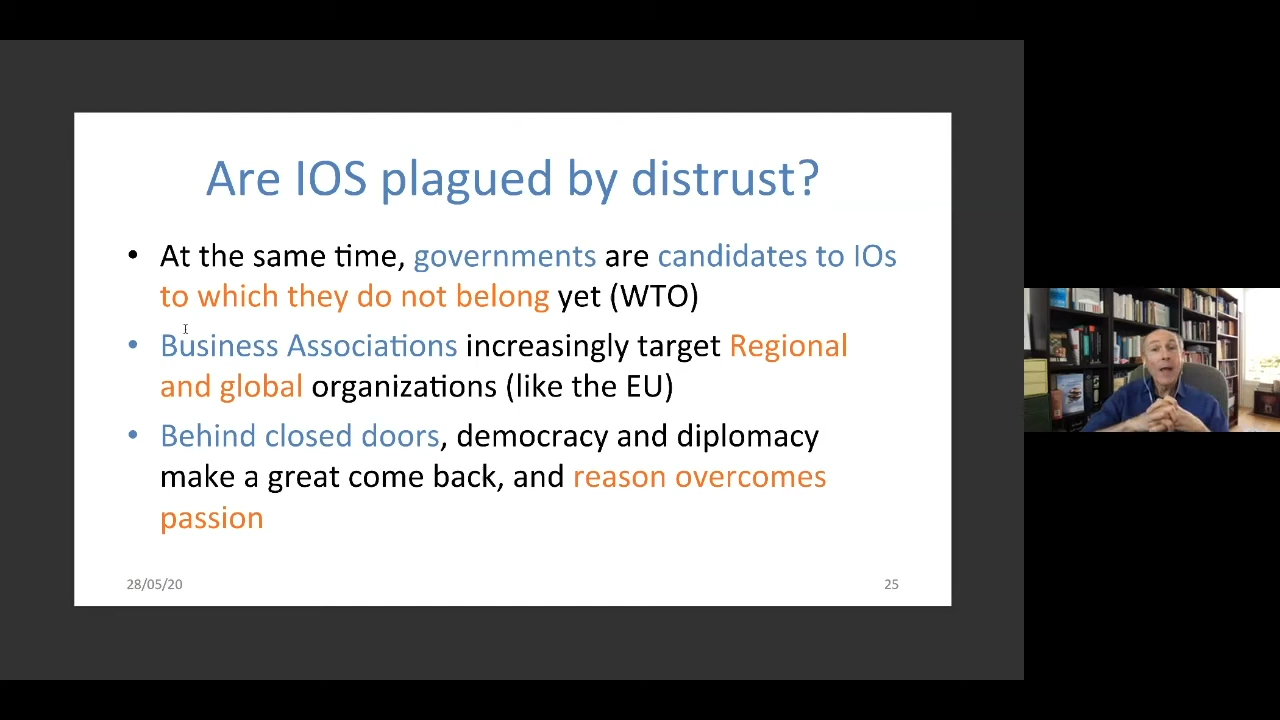 Are IOS plagued by distrust?
• At the same time, governments are candidates to IOs
to which they do not belong yet (WTO)
• Business Associations increasingly target Regional
and global organizations (like the EU)
• Behind closed doors, democracy and diplomacy
make a great come back, and reason overcomes
passion
28/05/20
25